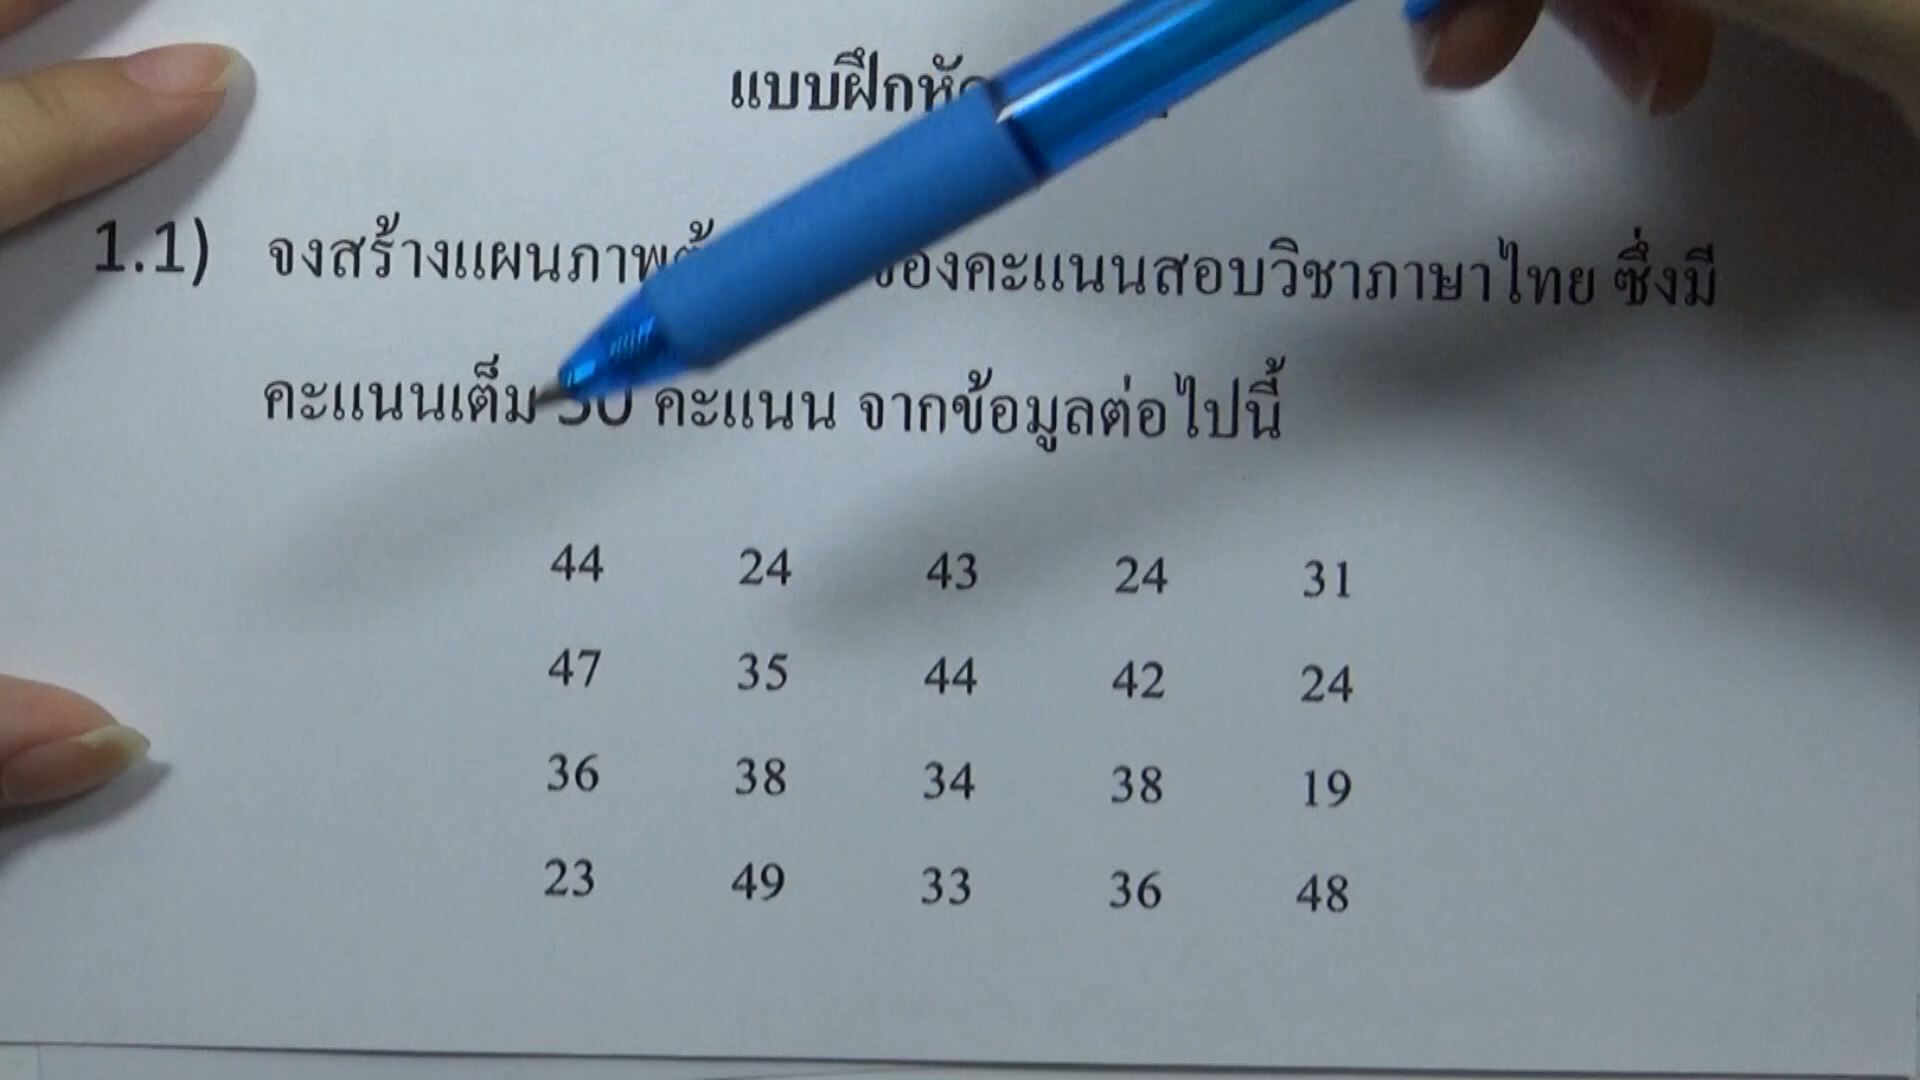 แบบฝึกหัด
1.1) จงสร้างแผนภาพต้ ของคะแนนสอบวิชาภาษาไทย ซึ่งมี
คะแนนเต็ม 50 คะแนน จากข้อมูลต่อไปนี้
44 24 43 24 31
47 35 44 42 24
36 38 34 38 19
23 49 33 36 48